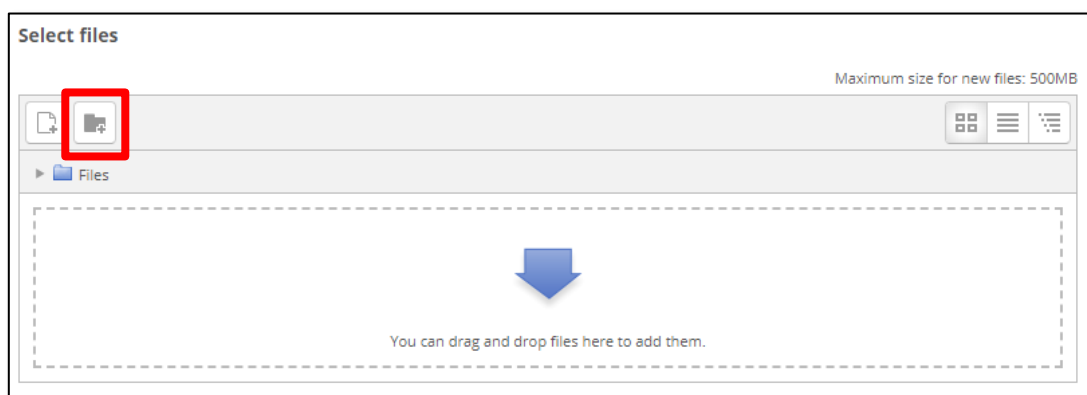 Select files
Maximum size for new files: 500MB
Files
You can drag and drop files here to add them.